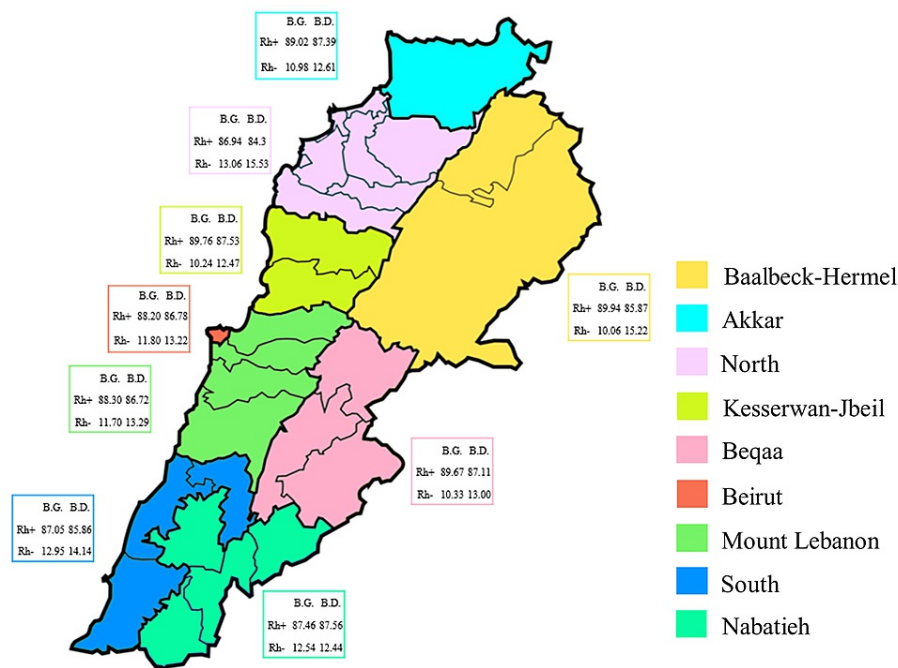 B.G. B.D.
Rh+ 89.02 87.39
Rh- 10.98 12.61
B.G. B.D.
Rh+ 86.94 84.3
Rh- 13.06 15.53
B.G. B.D.
Rh+ 89.76 87.53
Rh- 10.24 12.47
B.G. B.D.
Rh+ 88.20 86.78
Rh- 11.80 13.22
B.G. B.D.
Rh+ 88.30 86.72
Rh- 11.70 13.29
B.G. B.D.
Rh+ 87.05 85.86
Rh- 12.95 14.14
B.G. B.D.
Rh+ 87.46 87.56
Rh- 12.54 12.44
B.G. B.D.
Rh+ 89.67 87.11
Rh- 10.33 13.00
B.G. B.D.
Rh+ 89.94 85.87
Rh- 10.06 15.22
Baalbeck-Hermel
Akkar
North
Kesserwan-Jbeil
Beqaa
Beirut
Mount Lebanon
South
Nabatieh